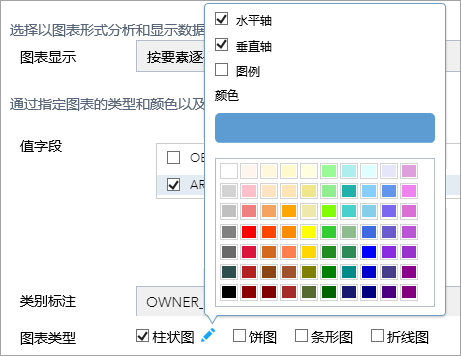 水平轴
选择以图表形式分析和显示数据
垂直轴
图表显示
按要素逐
图例
颜色
通过指定图表的类型和颜色以及
值字段
OB
AR
类别标注
OWNER_
图表类型
柱状图
饼图
条形图
折线图